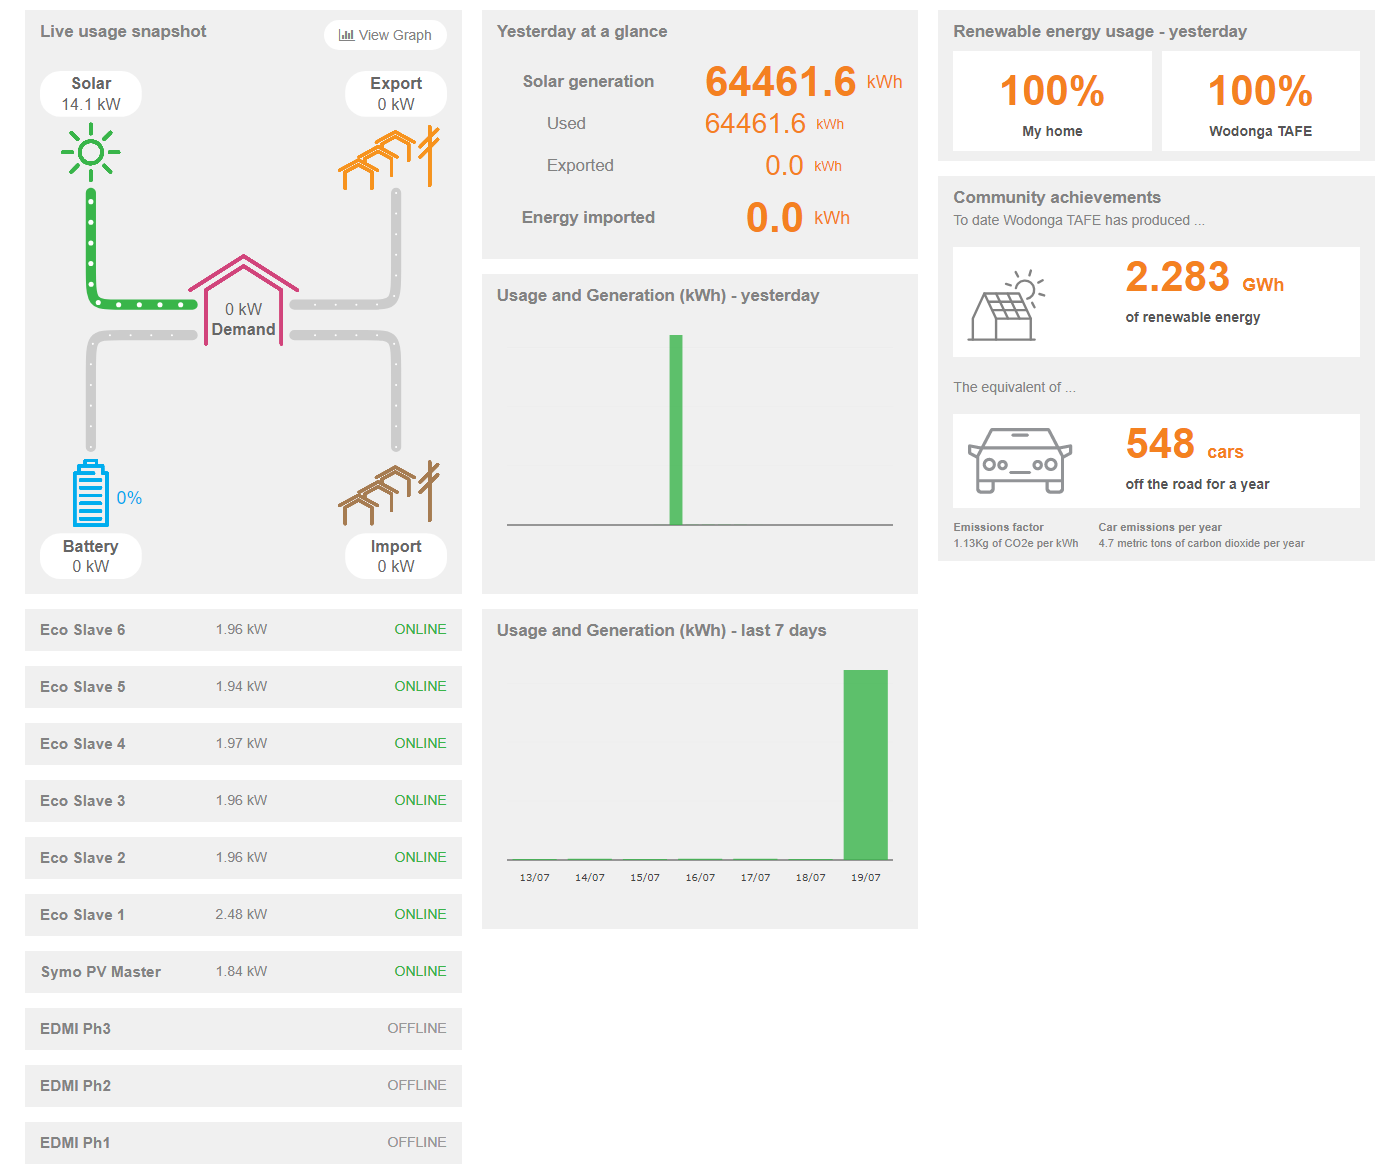 Live usage snapshot
View Graph
Solar
14.1 kW
Export
0 kW
0 kW
Demand
0%
Battery
0 kW
Import
0 kW
Eco Slave 6 1.96 kW ONLINE
Eco Slave 5 1.94 kW ONLINE
Eco Slave 4 1.97 kW ONLINE
Eco Slave 3 1.96 kW ONLINE
Eco Slave 2 1.96 kW ONLINE
Eco Slave 1 2.48 kW ONLINE
Symo PV Master 1.84 kW ONLINE
EDMI Ph3 OFFLINE
EDMI Ph2 OFFLINE
EDMI Ph1 OFFLINE
Yesterday at a glance
Solar generation 64461.6 kWh
Used 64461.6 kWh
Exported 0.0 kWh
Energy imported 0.0 kWh
Usage and Generation (kWh) - yesterday
Usage and Generation (kWh) - last 7 days
13/07 14/07 15/07 16/07 17/07 18/07 19/07
Renewable energy usage - yesterday
100%
My home
100%
Wodonga TAFE
Community achievements
To date Wodonga TAFE has produced ...
2.283 GWh
of renewable energy
The equivalent of ...
548 cars
off the road for a year
Emissions factor
1.13Kg of CO2e per kWh
Car emissions per year
4.7 metric tons of carbon dioxide per year